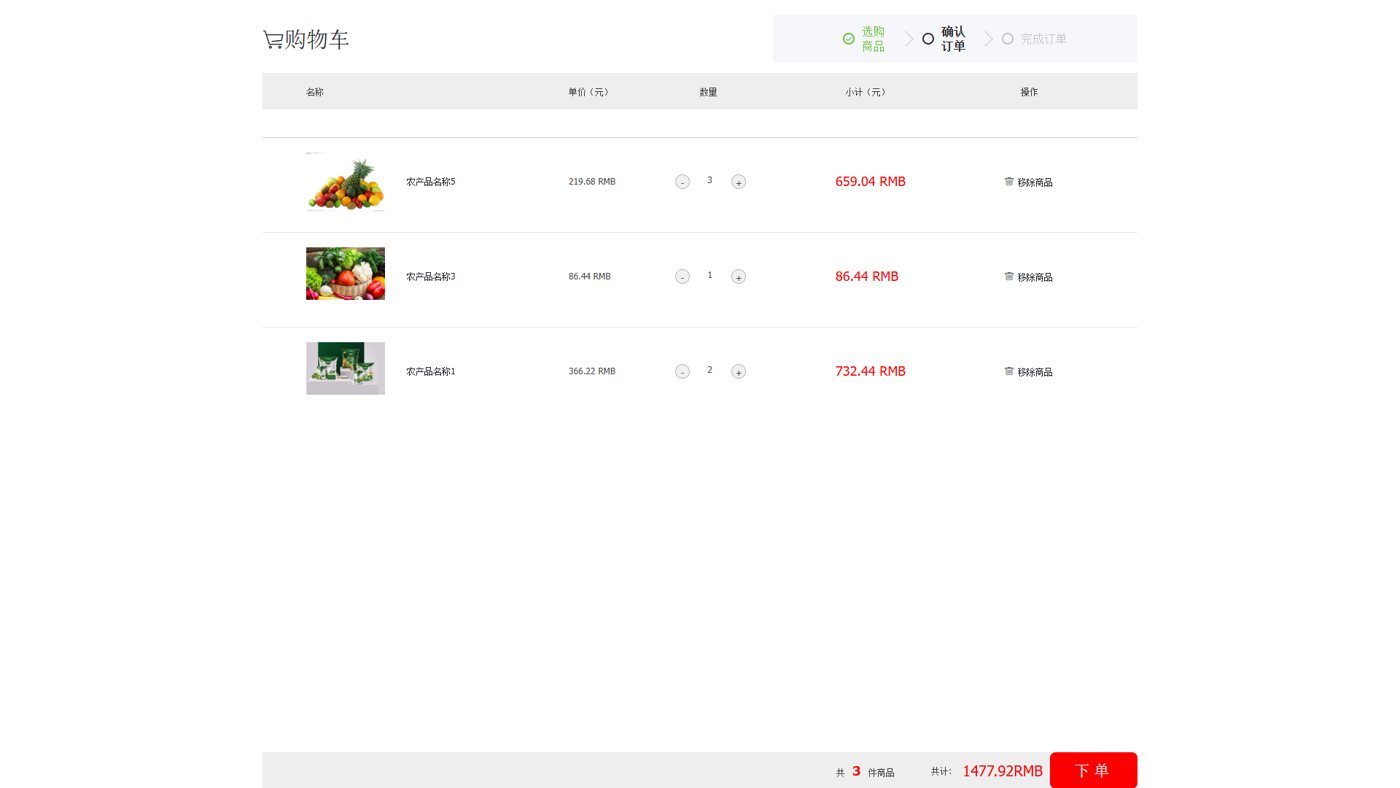 购物车
选购
商品
确认
订单
完成订单
名称 单价（元） 数量 小计（元） 操作
农产品名称5 219.68 RMB - 3 + 659.04 RMB 移除商品
农产品名称3 86.44 RMB - 1 + 86.44 RMB 移除商品
农产品名称1 366.22 RMB - 2 + 732.44 RMB 移除商品
共 3 件商品 共计： 1477.92RMB 下 单